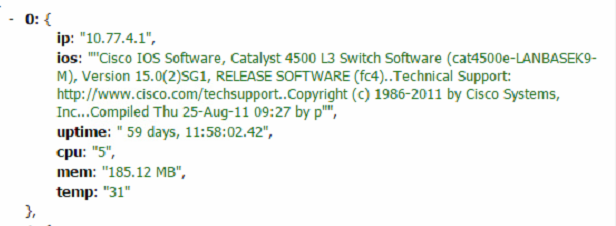 - 0: {
ip: "10.77.4.1",
ios: ""Cisco IOS Software, Catalyst 4500 L3 Switch Software (cat4500e-LANBASEK9-
M), Version 15.0(2)SG1, RELEASE SOFTWARE (fc4)..Technical Support:
http://www.cisco.com/techsupport..Copyright (c) 1986-2011 by Cisco Systems,
Inc...Compiled Thu 25-Aug-11 09:27 by p"",
uptime: " 59 days, 11:58:02.42",
cpu: "5",
mem: "185.12 MB",
temp: "31"
},